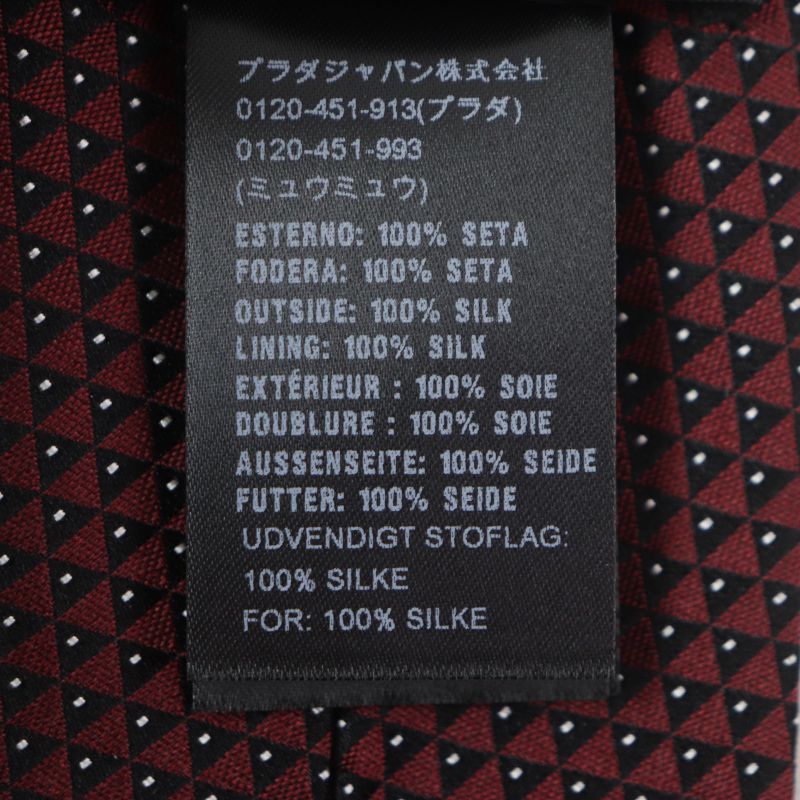 プラダジャパン株式会社
0120-451-913(プラダ)
0120-451-993
(ミュウミュウ)
ESTERNO: 100% SETA
FODERA: 100% SETA
OUTSIDE: 100% SILK
LINING: 100% SILK
EXTÉRIEUR : 100% SOIE
DOUBLURE : 100% SOIE
AUSSENSEITE: 100% SEIDE
FUTTER: 100% SEIDE
UDVENDIGT STOFLAG:
100% SILKE
FOR: 100% SILKE